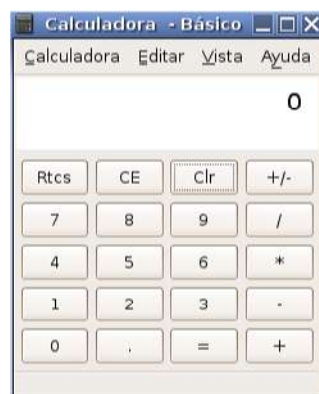 Calculadora - Básico
Calculadora Editar Vista Ayuda
0
Rtcs CE Clr +/-
7 8 9 /
4 5 6 *
1 2 3 -
0 . = +